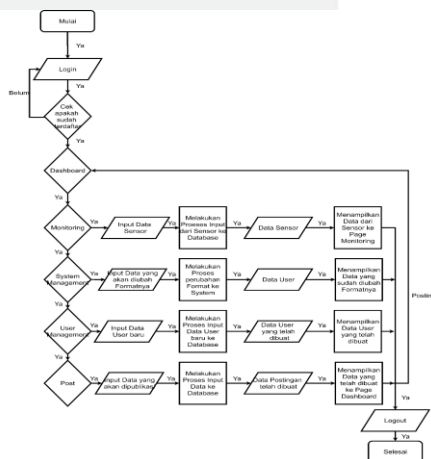 Mulai
Ya
Login
Ya
Belum
Cek
apakah
sudah
terdaftar
Ya
Dashboard
Ya
Monitoring
Ya
Input Data
Sensor
Ya
Melakukan
Proeses Input
dari Sensor ke
Database
Ya
Data Sensor
Ya
Menampilkan
Data dari
Sensor ke Page
Monitoring
Ya
System
Management
Ya
Input Data yang
akan diubah
Formatnya
Ya
Melakukan
Proses
perubahan
Format ke
System
Ya
Data User
Ya
Menampilkan
Data yang
sudah diubah
Formatnya
Ya
User
Management
Ya
Input Data
User baru
Ya
Melakukan
Proses Input
Data User
baru ke
Database
Ya
Data User
yang telah
dibuat
Ya
Menampilkan
Data User
yang telah
dibuat
Ya
Post
Ya
Input Data yang
akan dipublikas
Ya
Melakukan
Proses Input
Data ke
Database
Ya
Data Postingan
telah dibuat
Ya
Menampilkan
Data yang
telah dibuat
ke Page
Dashboard
Postin
Ya
Logout
Ya
Selesai